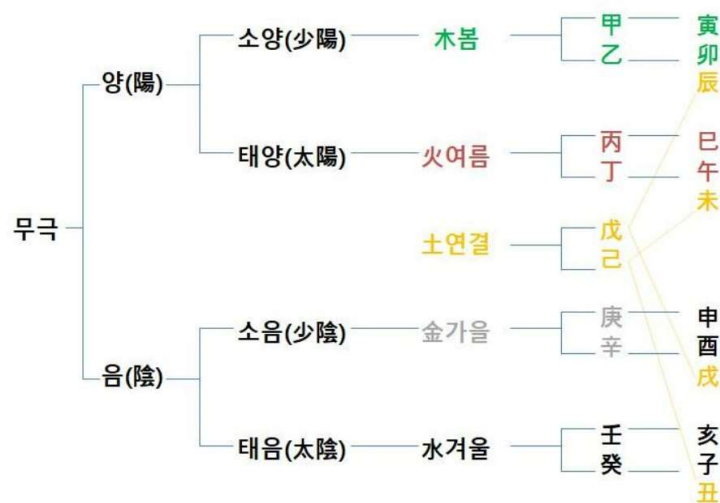 무극
양(陽)
음(陰)
소양(少陽)
태양(太陽)
소음(少陰)
태음(太陰)
木봄
火여름
土연결
金가을
水겨울
甲
乙
丙
丁
戊
己
庚
辛
壬
癸
寅
卯
辰
巳
午
未
申
酉
戌
亥
子
丑